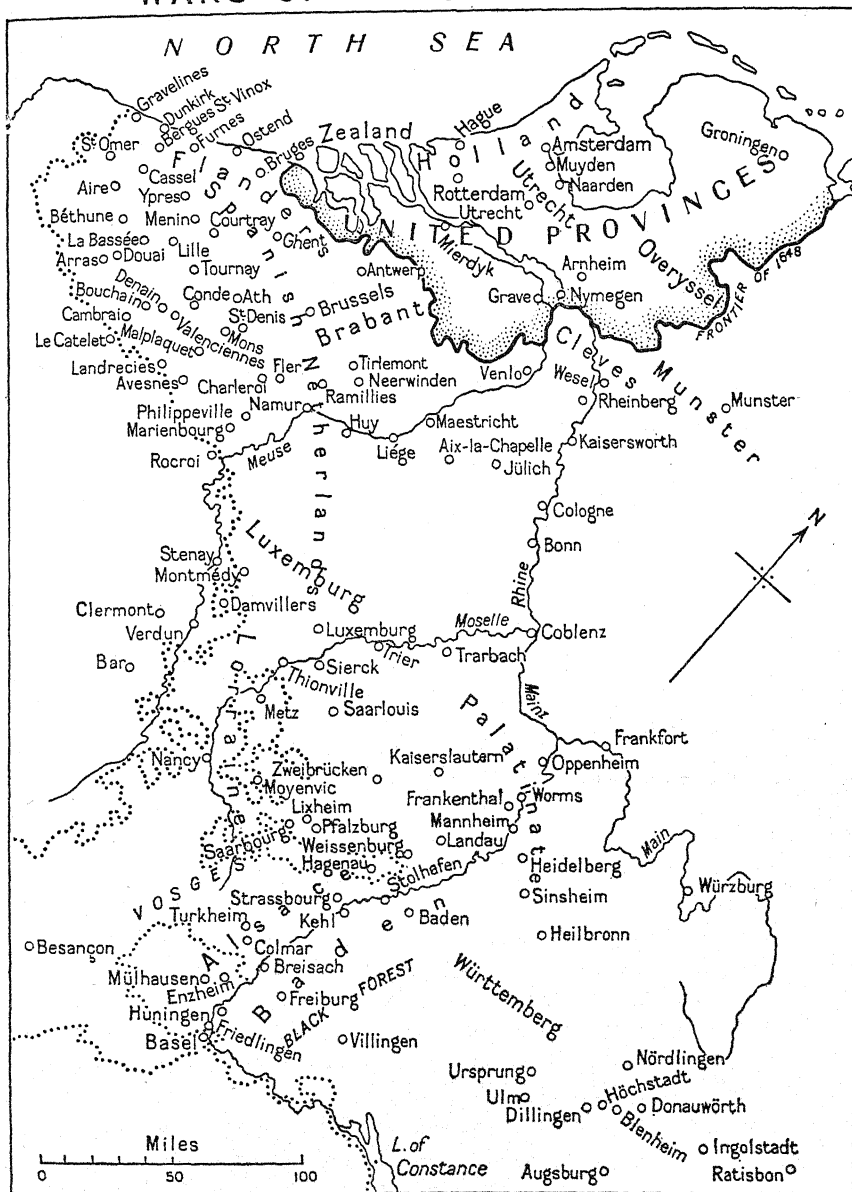 NORTH SEA
Gravelines
Dunkirk
Bergues St Vinox
Furnes
Ostend
Bruges
Zealand
Hague
Holland
Amsterdam
Muyden
Naarden
Groningen
St Omer
Flanders
Cassel
Aire
Ypres
Rotterdam
Utrecht
Utrecht
Béthune
Menin
Courtray
Ghent
UNITED PROVINCES
Mierdyk
Overyssel
La Bassée
Arras
Douai
Lille
Tournay
Antwerp
Arnheim
FRONTIER OF 1648
Spanish Netherlands
Denain
Bouchain
Conde
Ath
Brussels
Grave
Nymegen
Cambrai
Valenciennes
St Denis
Mons
Brabant
Le Catelet
Malplaquet
Cleves
Landrecies
Avesnes
Charleroi
Fler
Tirlemont
Neerwinden
Venlo
Wesel
Rheinberg
Munster
Munster
Philippeville
Namur
Ramillies
Marienbourg
Huy
Maestricht
Kaisersworth
Rocroi
Meuse
Liége
Aix-la-Chapelle
Jülich
Cologne
Bonn
N
Luxemburg
Stenay
Montmédy
Rhine
Clermont
Damvillers
Verdun
Luxemburg
Moselle
Coblenz
Bar
Lorraine
Trier
Trarbach
Sierck
Thionville
Mainz
Metz
Saarlouis
Palatinate
Frankfort
Nancy
Zweibrücken
Kaiserslautern
Oppenheim
Moyenvic
Lixheim
Frankenthal
Worms
Pfalzburg
Mannheim
Saarbourg
Weissenburg
Landau
Main
Hagenau
Stolhafen
Heidelberg
VOSGES
Strassbourg
Sinsheim
Würzburg
Turkheim
Alsace
Kehl
Baden
Baden
Heilbronn
Besançon
Colmar
Breisach
Mülhausen
Enzheim
Freiburg
BLACK FOREST
Württemberg
Hüningen
Friedlingen
Basel
Villingen
Nördlingen
Ursprung
Ulm
Höchstadt
Dillingen
Donauwörth
Blenheim
Miles
L. of
Constance
Ingolstadt
Augsburg
Ratisbon
0 50 100